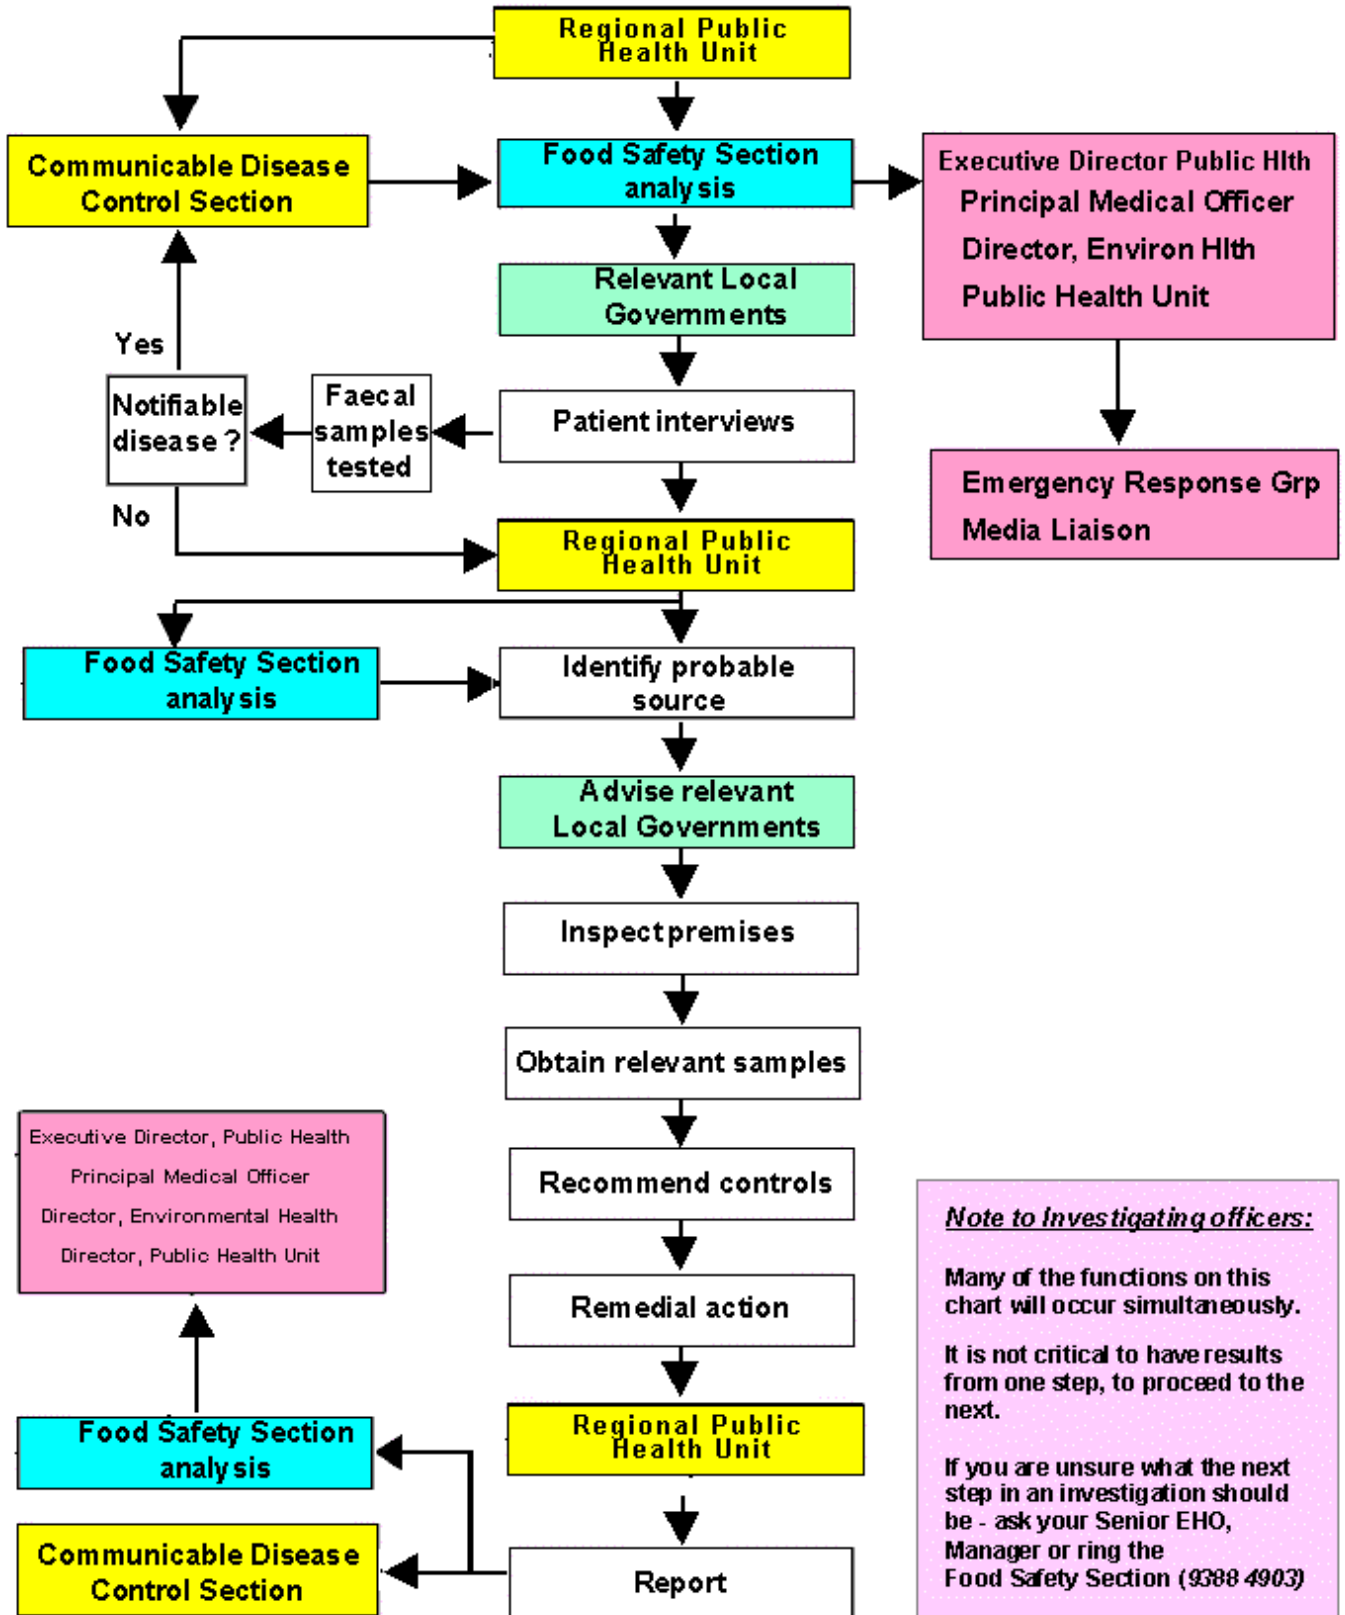 Regional Public
Health Unit
Communicable Disease
Control Section
Food Safety Section
analysis
Executive Director Public Hlth
Principal Medical Officer
Director, Environ Hlth
Public Health Unit
Relevant Local
Governments
Yes
Notifiable
disease ?
Faecal
samples
tested
Patient interviews
No
Emergency Response Grp
Media Liaison
Regional Public
Health Unit
Food Safety Section
analysis
Identify probable
source
Advise relevant
Local Governments
Inspect premises
Obtain relevant samples
Executive Director, Public Health
Principal Medical Officer
Director, Environmental Health
Director, Public Health Unit
Recommend controls
Remedial action
Regional Public
Health Unit
Food Safety Section
analysis
Communicable Disease
Control Section
Report
Note to Investigating officers:
Many of the functions on this
chart will occur simultaneously.
It is not critical to have results
from one step, to proceed to the
next.
If you are unsure what the next
step in an investigation should
be - ask your Senior EHO,
Manager or ring the
Food Safety Section (9388 4903)